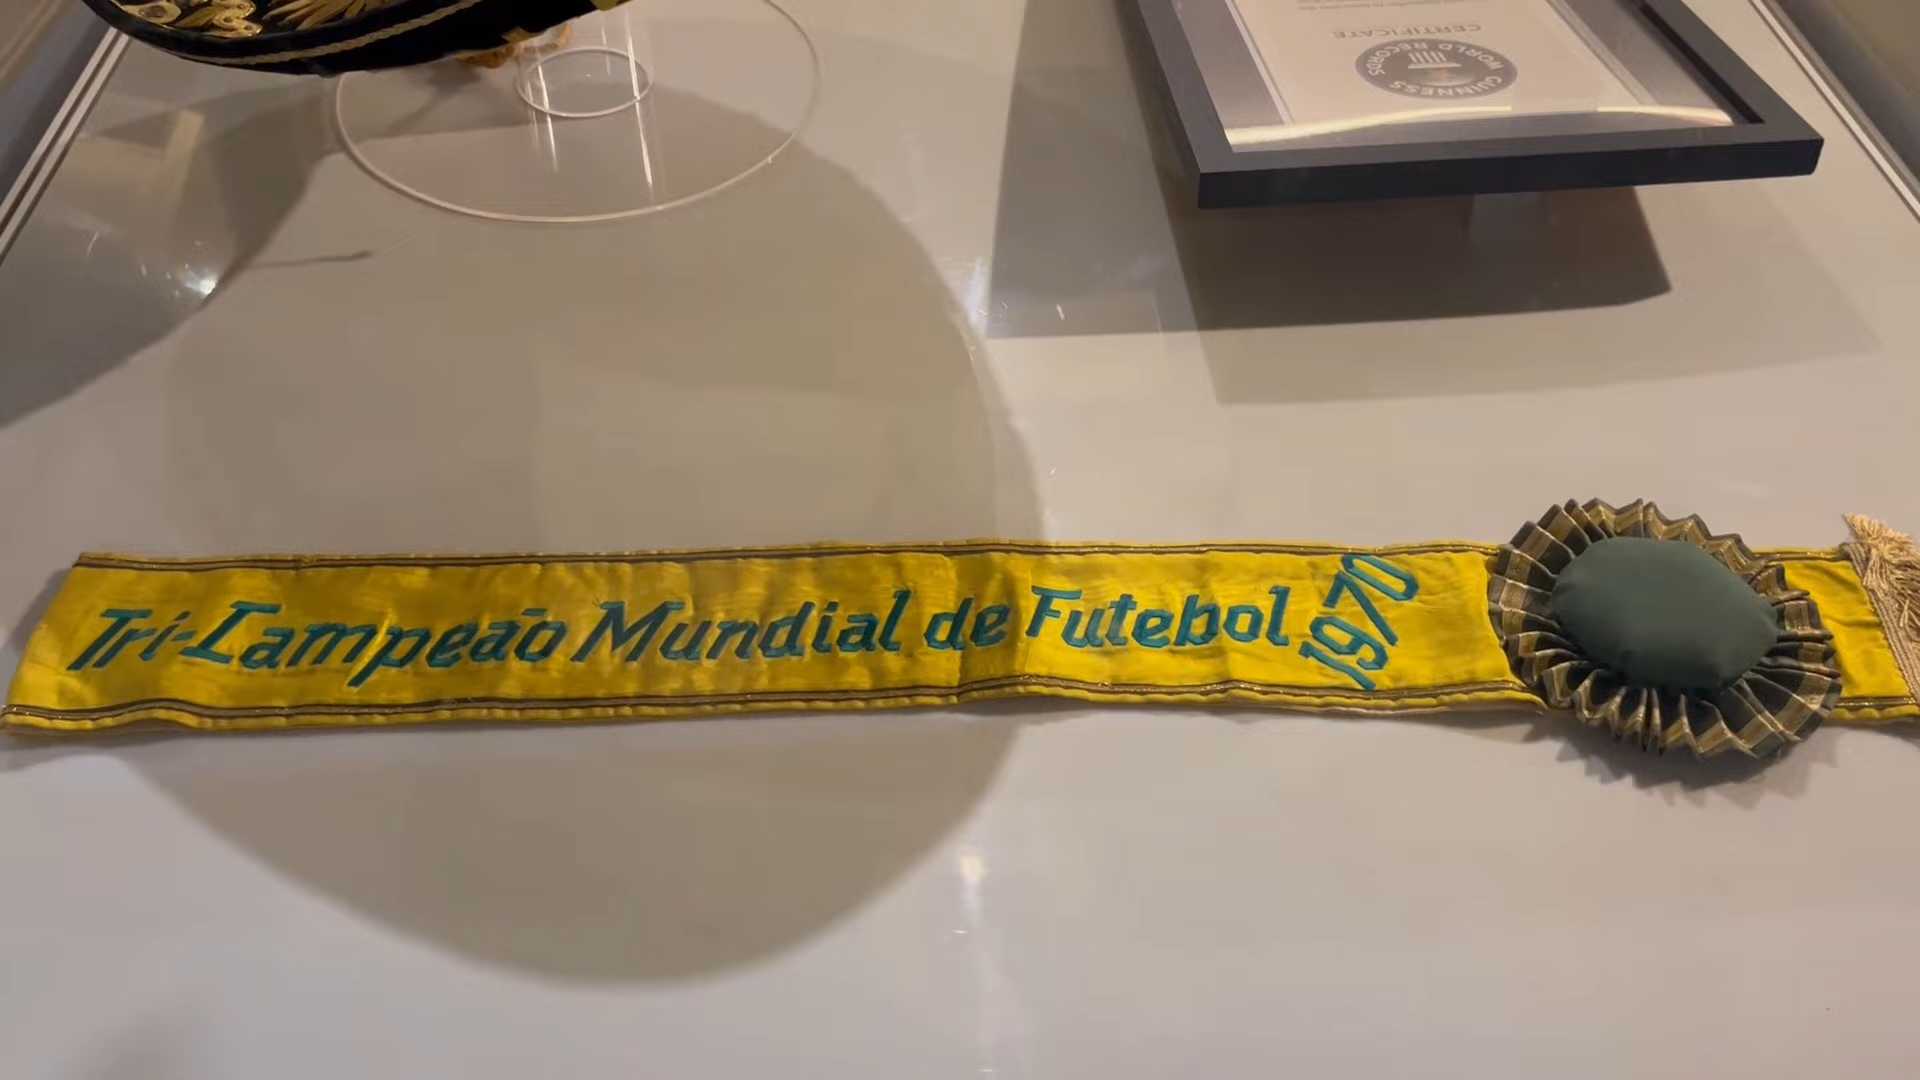 CERTIFICATE
GUINNESS WORLD RECORDS
Tri-Campeão Mundial de Futebol 1970